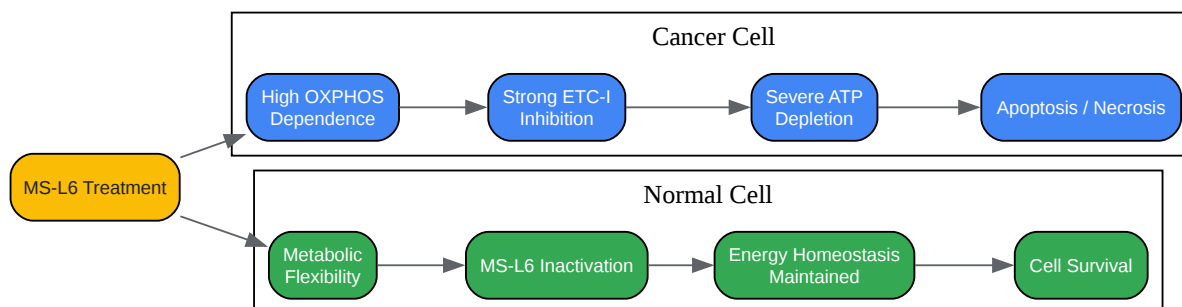 Cancer Cell
High OXPHOS
Dependence
Strong ETC-I
Inhibition
Severe ATP
Depletion
Apoptosis / Necrosis
MS-L6 Treatment
Normal Cell
Metabolic
Flexibility
MS-L6 Inactivation
Energy Homeostasis
Maintained
Cell Survival